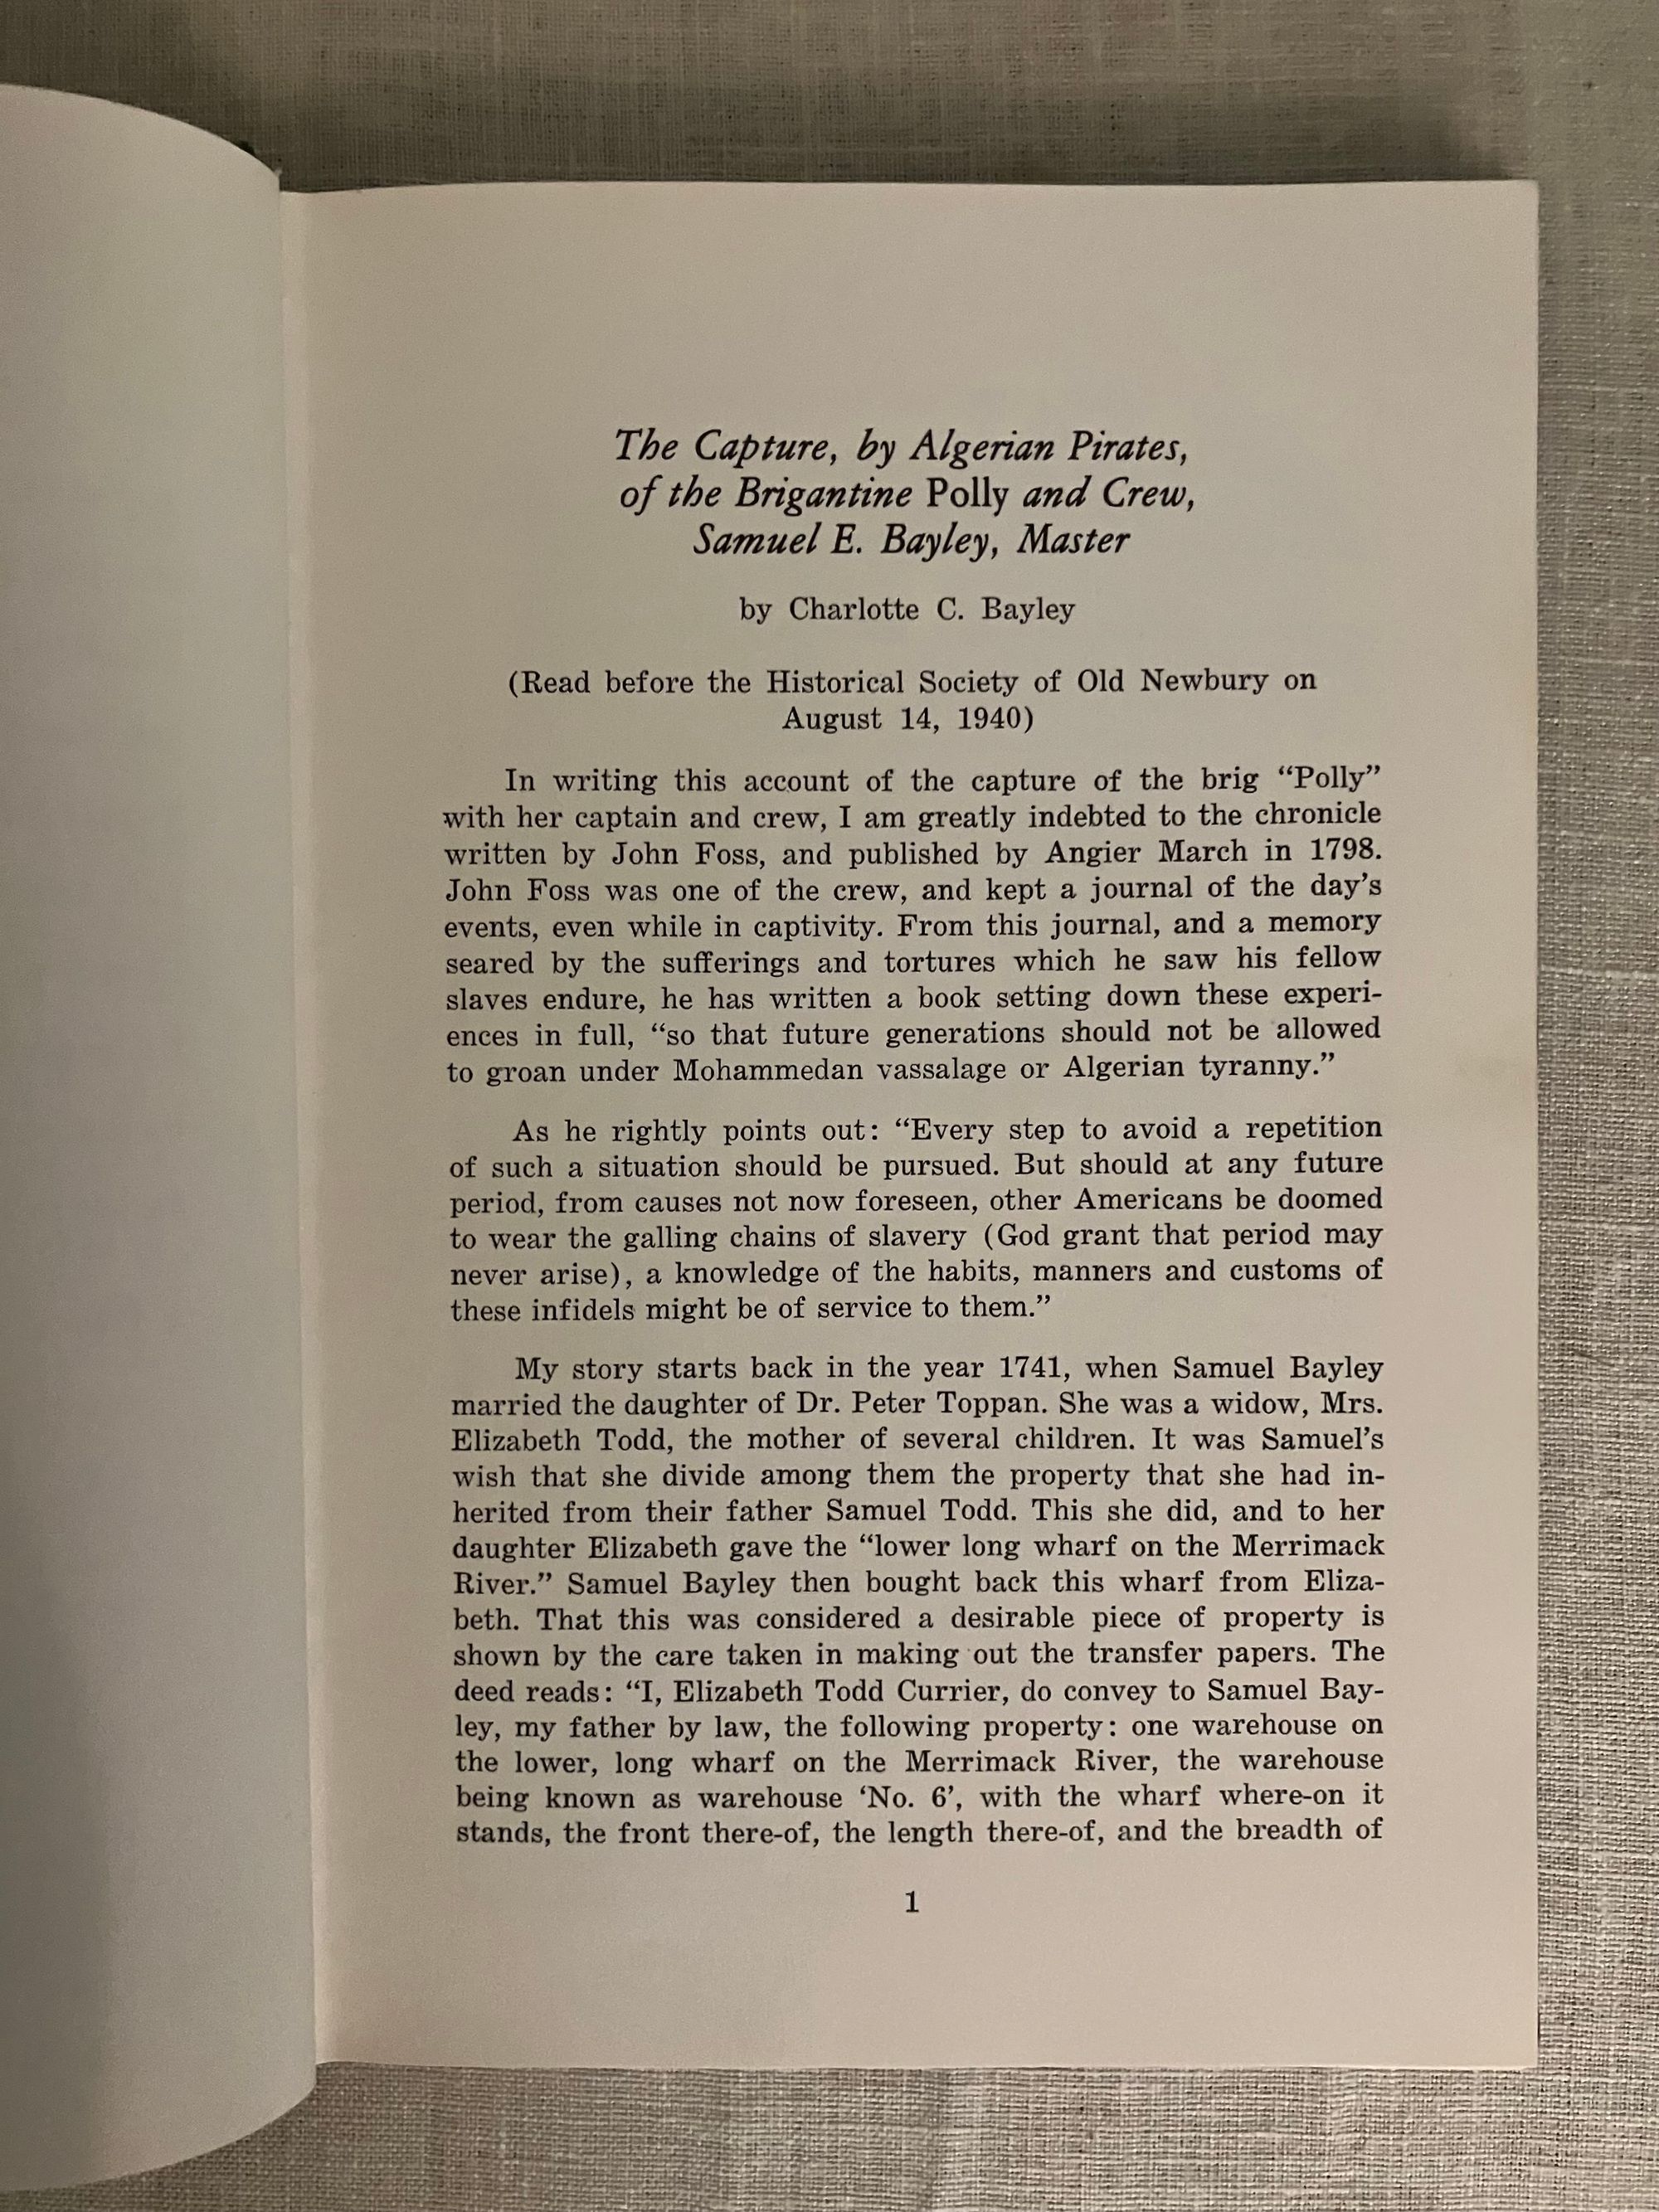 The Capture, by Algerian Pirates,
of the Brigantine Polly and Crew,
Samuel E. Bayley, Master
by Charlotte C. Bayley
(Read before the Historical Society of Old Newbury on
August 14, 1940)
In writing this account of the capture of the brig “Polly”
with her captain and crew, I am greatly indebted to the chronicle
written by John Foss, and published by Angier March in 1798.
John Foss was one of the crew, and kept a journal of the day’s
events, even while in captivity. From this journal, and a memory
seared by the sufferings and tortures which he saw his fellow
slaves endure, he has written a book setting down these experi-
ences in full, “so that future generations should not be allowed
to groan under Mohammedan vassalage or Algerian tyranny.”
As he rightly points out: “Every step to avoid a repetition
of such a situation should be pursued. But should at any future
period, from causes not now foreseen, other Americans be doomed
to wear the galling chains of slavery (God grant that period may
never arise), a knowledge of the habits, manners and customs of
these infidels might be of service to them.”
My story starts back in the year 1741, when Samuel Bayley
married the daughter of Dr. Peter Toppan. She was a widow, Mrs.
Elizabeth Todd, the mother of several children. It was Samuel’s
wish that she divide among them the property that she had in-
herited from their father Samuel Todd. This she did, and to her
daughter Elizabeth gave the “lower long wharf on the Merrimack
River.” Samuel Bayley then bought back this wharf from Eliza-
beth. That this was considered a desirable piece of property is
shown by the care taken in making out the transfer papers. The
deed reads: “I, Elizabeth Todd Currier, do convey to Samuel Bay-
ley, my father by law, the following property: one warehouse on
the lower, long wharf on the Merrimack River, the warehouse
being known as warehouse ‘No. 6’, with the wharf where-on it
stands, the front there-of, the length there-of, and the breadth of
1